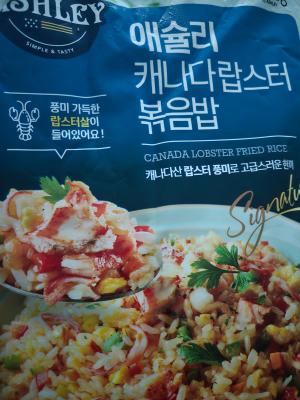 ASHLEY
SIMPLE & TASTY
애슐리
캐나다랍스터
볶음밥
풍미 가득한
랍스터살이
들어있어요!
CANADA LOBSTER FRIED RICE
캐나다산 랍스터 풍미로 고급스러운 한끼
Signatu